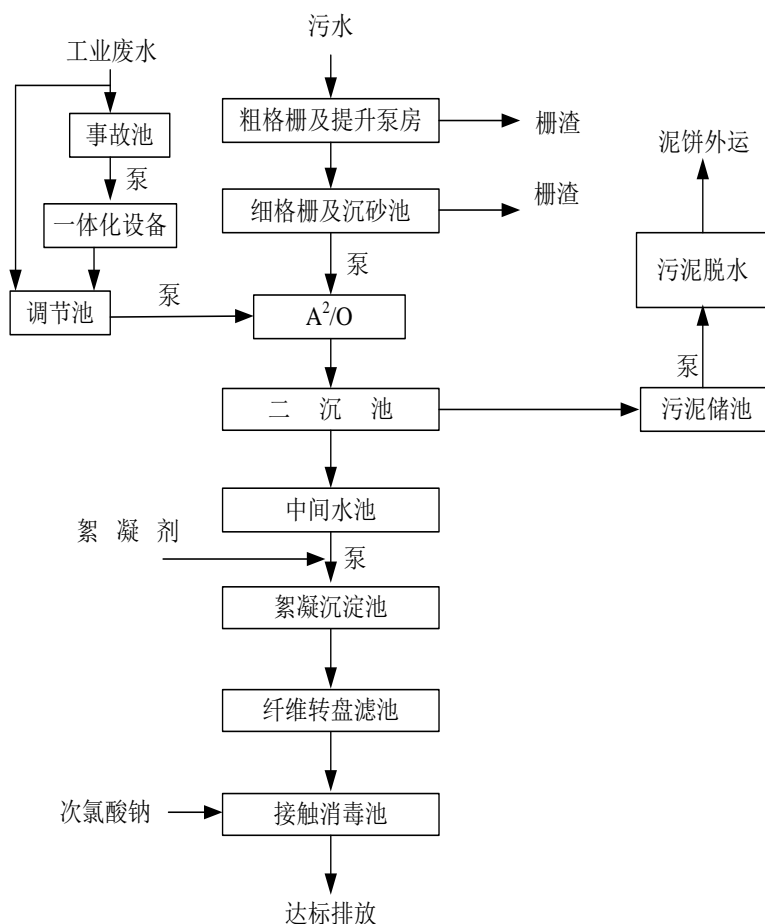 污水
工业废水
粗格栅及提升泵房
栅渣
事故池
泥饼外运
泵
细格栅及沉砂池
栅渣
一体化设备
泵
污泥脱水
调节池
泵
A²/O
泵
二 沉 池
污泥储池
中间水池
絮 凝 剂
泵
絮凝沉淀池
纤维转盘滤池
次氯酸钠
接触消毒池
达标排放